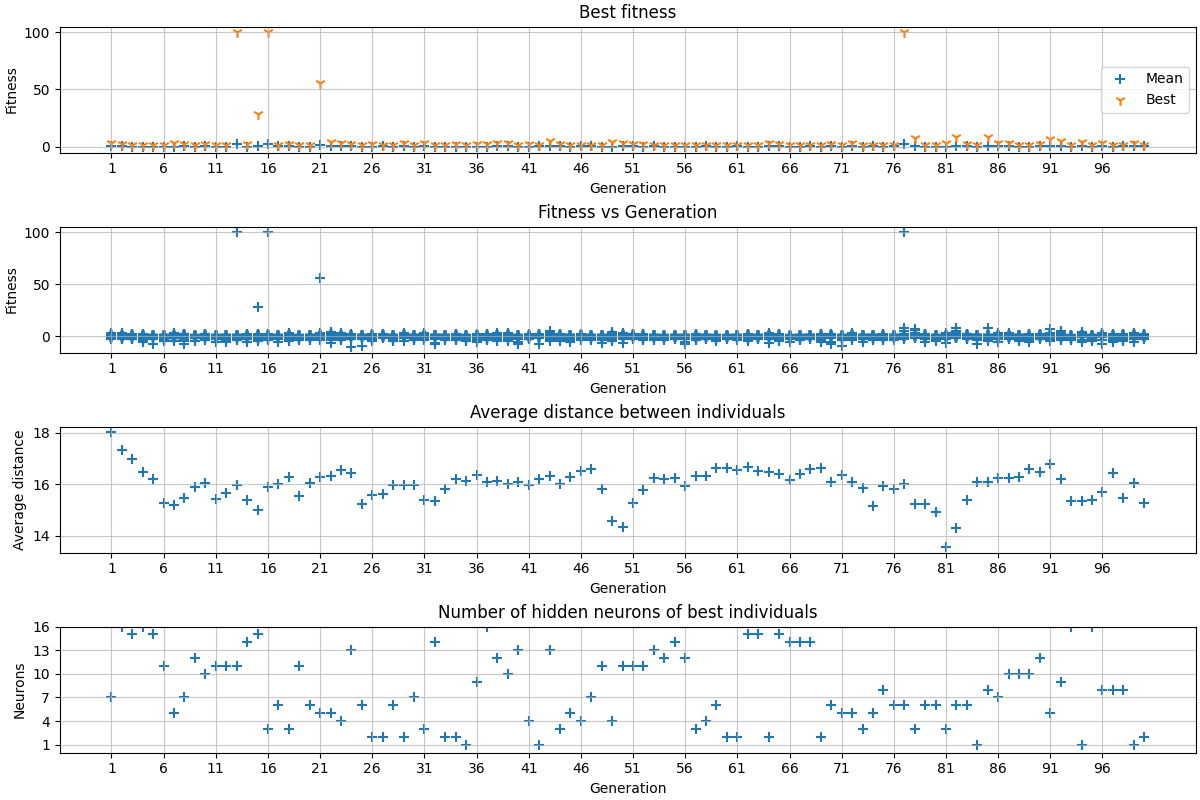 Best fitness
100
50
0
Fitness
Mean
Best
1 6 11 16 21 26 31 36 41 46 51 56 61 66 71 76 81 86 91 96
Generation
Fitness vs Generation
100
50
0
Fitness
1 6 11 16 21 26 31 36 41 46 51 56 61 66 71 76 81 86 91 96
Generation
Average distance between individuals
18
16
14
Average distance
1 6 11 16 21 26 31 36 41 46 51 56 61 66 71 76 81 86 91 96
Generation
Number of hidden neurons of best individuals
16
13
10
7
4
1
Neurons
1 6 11 16 21 26 31 36 41 46 51 56 61 66 71 76 81 86 91 96
Generation